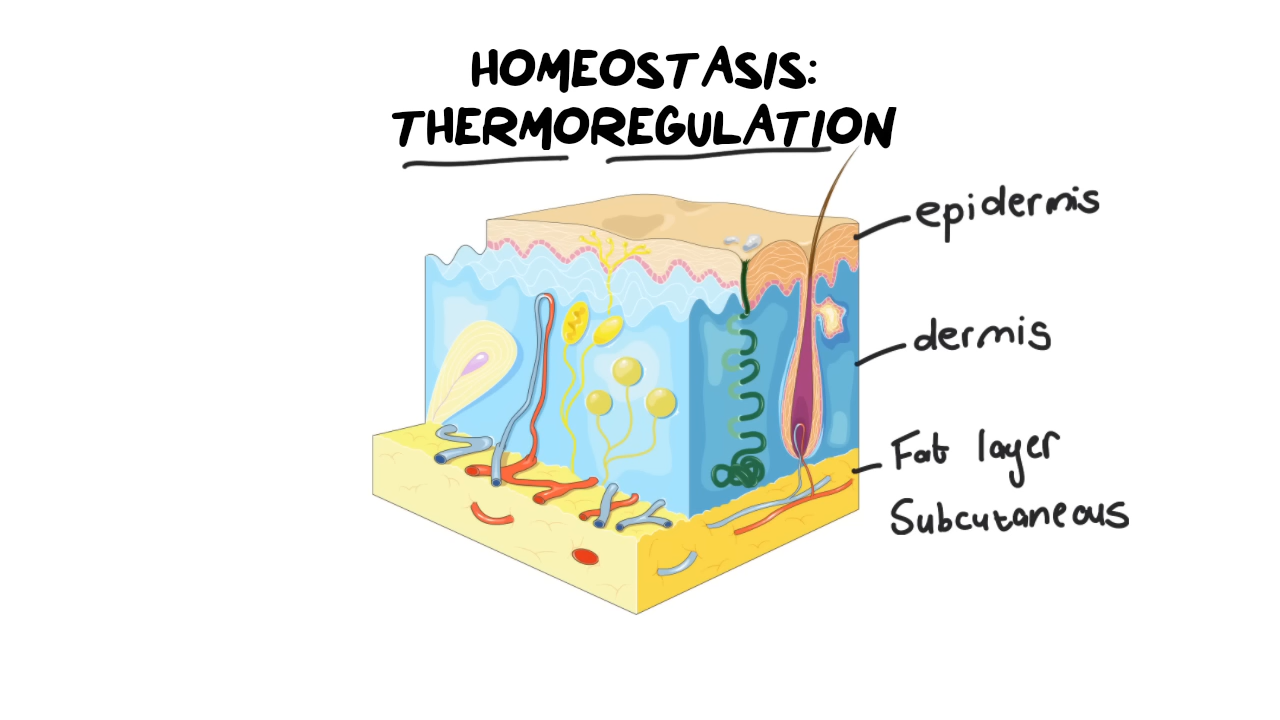 HOMEOSTASIS:
THERMOREGULATION
epidermis
dermis
Fat layer
Subcutaneous